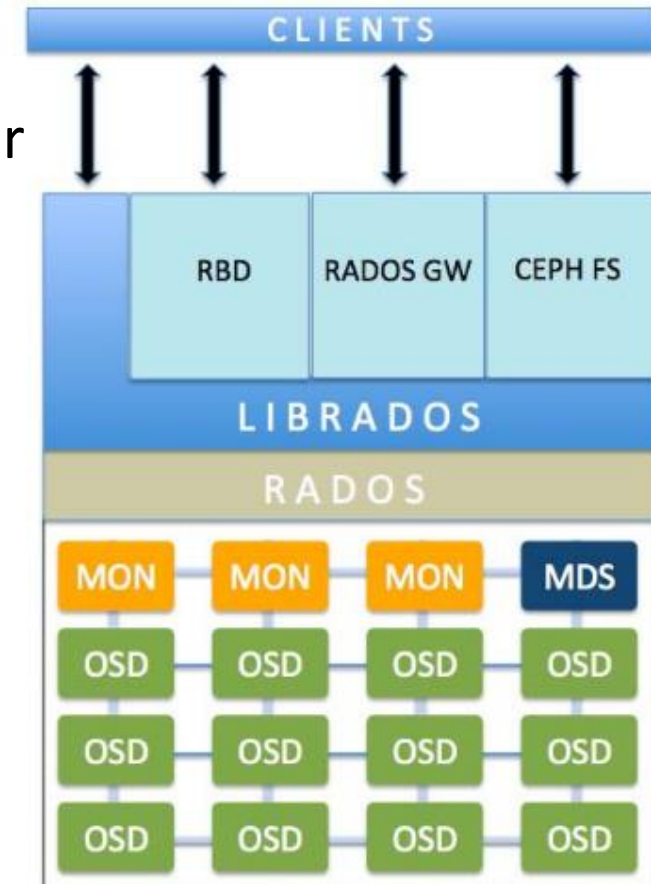 CLIENTS
r
RBD RADOS GW CEPH FS
LIBRADOS
RADOS
MON MON MON MDS
OSD OSD OSD OSD
OSD OSD OSD OSD
OSD OSD OSD OSD